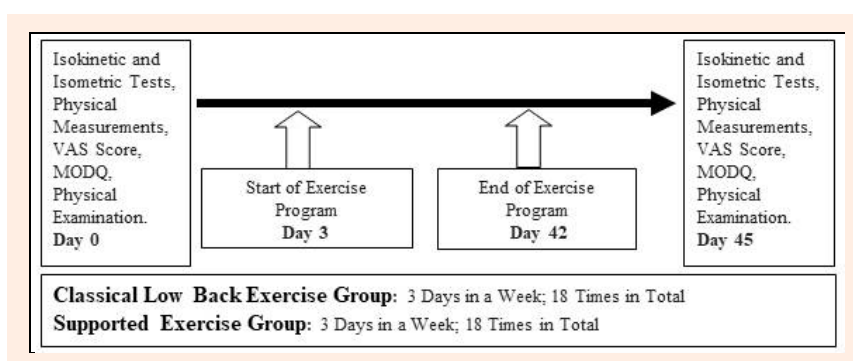 Isokinetic and
Isometric Tests,
Physical
Measurements,
VAS Score,
MODQ,
Physical
Examination.
Day 0
Start of Exercise
Program
Day 3
End of Exercise
Program
Day 42
Isokinetic and
Isometric Tests,
Physical
Measurements,
VAS Score,
MODQ,
Physical
Examination.
Day 45
Classical Low Back Exercise Group: 3 Days in a Week; 18 Times in Total
Supported Exercise Group: 3 Days in a Week; 18 Times in Total